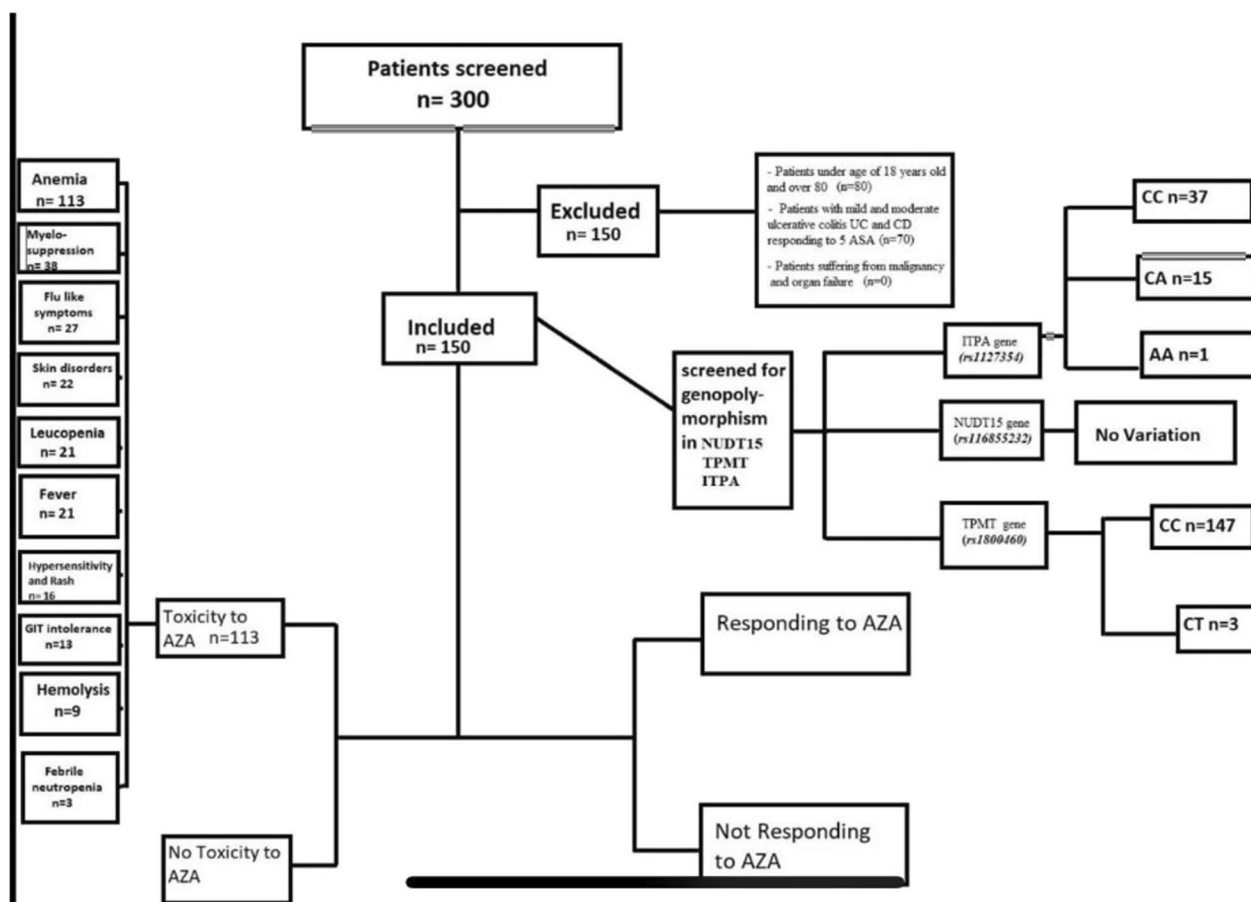 Patients screened
n= 300
Excluded
n= 150
- Patients under age of 18 years old
and over 80 (n=80)
- Patients with mild and moderate
ulcerative colitis UC and CD
responding to 5 ASA (n=70)
- Patients suffering from malignancy
and organ failure (n=0)
Included
n= 150
screened for
genopoly-
morphism
in NUDT15
TPMT
ITPA
ITPA gene
(rs1127354)
CC n=37
CA n=15
AA n=1
NUDT15 gene
(rs116855232)
No Variation
TPMT gene
(rs1800460)
CC n=147
CT n=3
Anemia
n= 113
Myelo-
suppression
n= 38
Flu like
symptoms
n= 27
Skin disorders
n= 22
Leucopenia
n= 21
Fever
n= 21
Hypersensitivity
and Rash
n= 16
GIT intolerance
n=13
Hemolysis
n=9
Febrile
neutropenia
n=3
Toxicity to
AZA n=113
No Toxicity to
AZA
Responding to AZA
Not Responding
to AZA